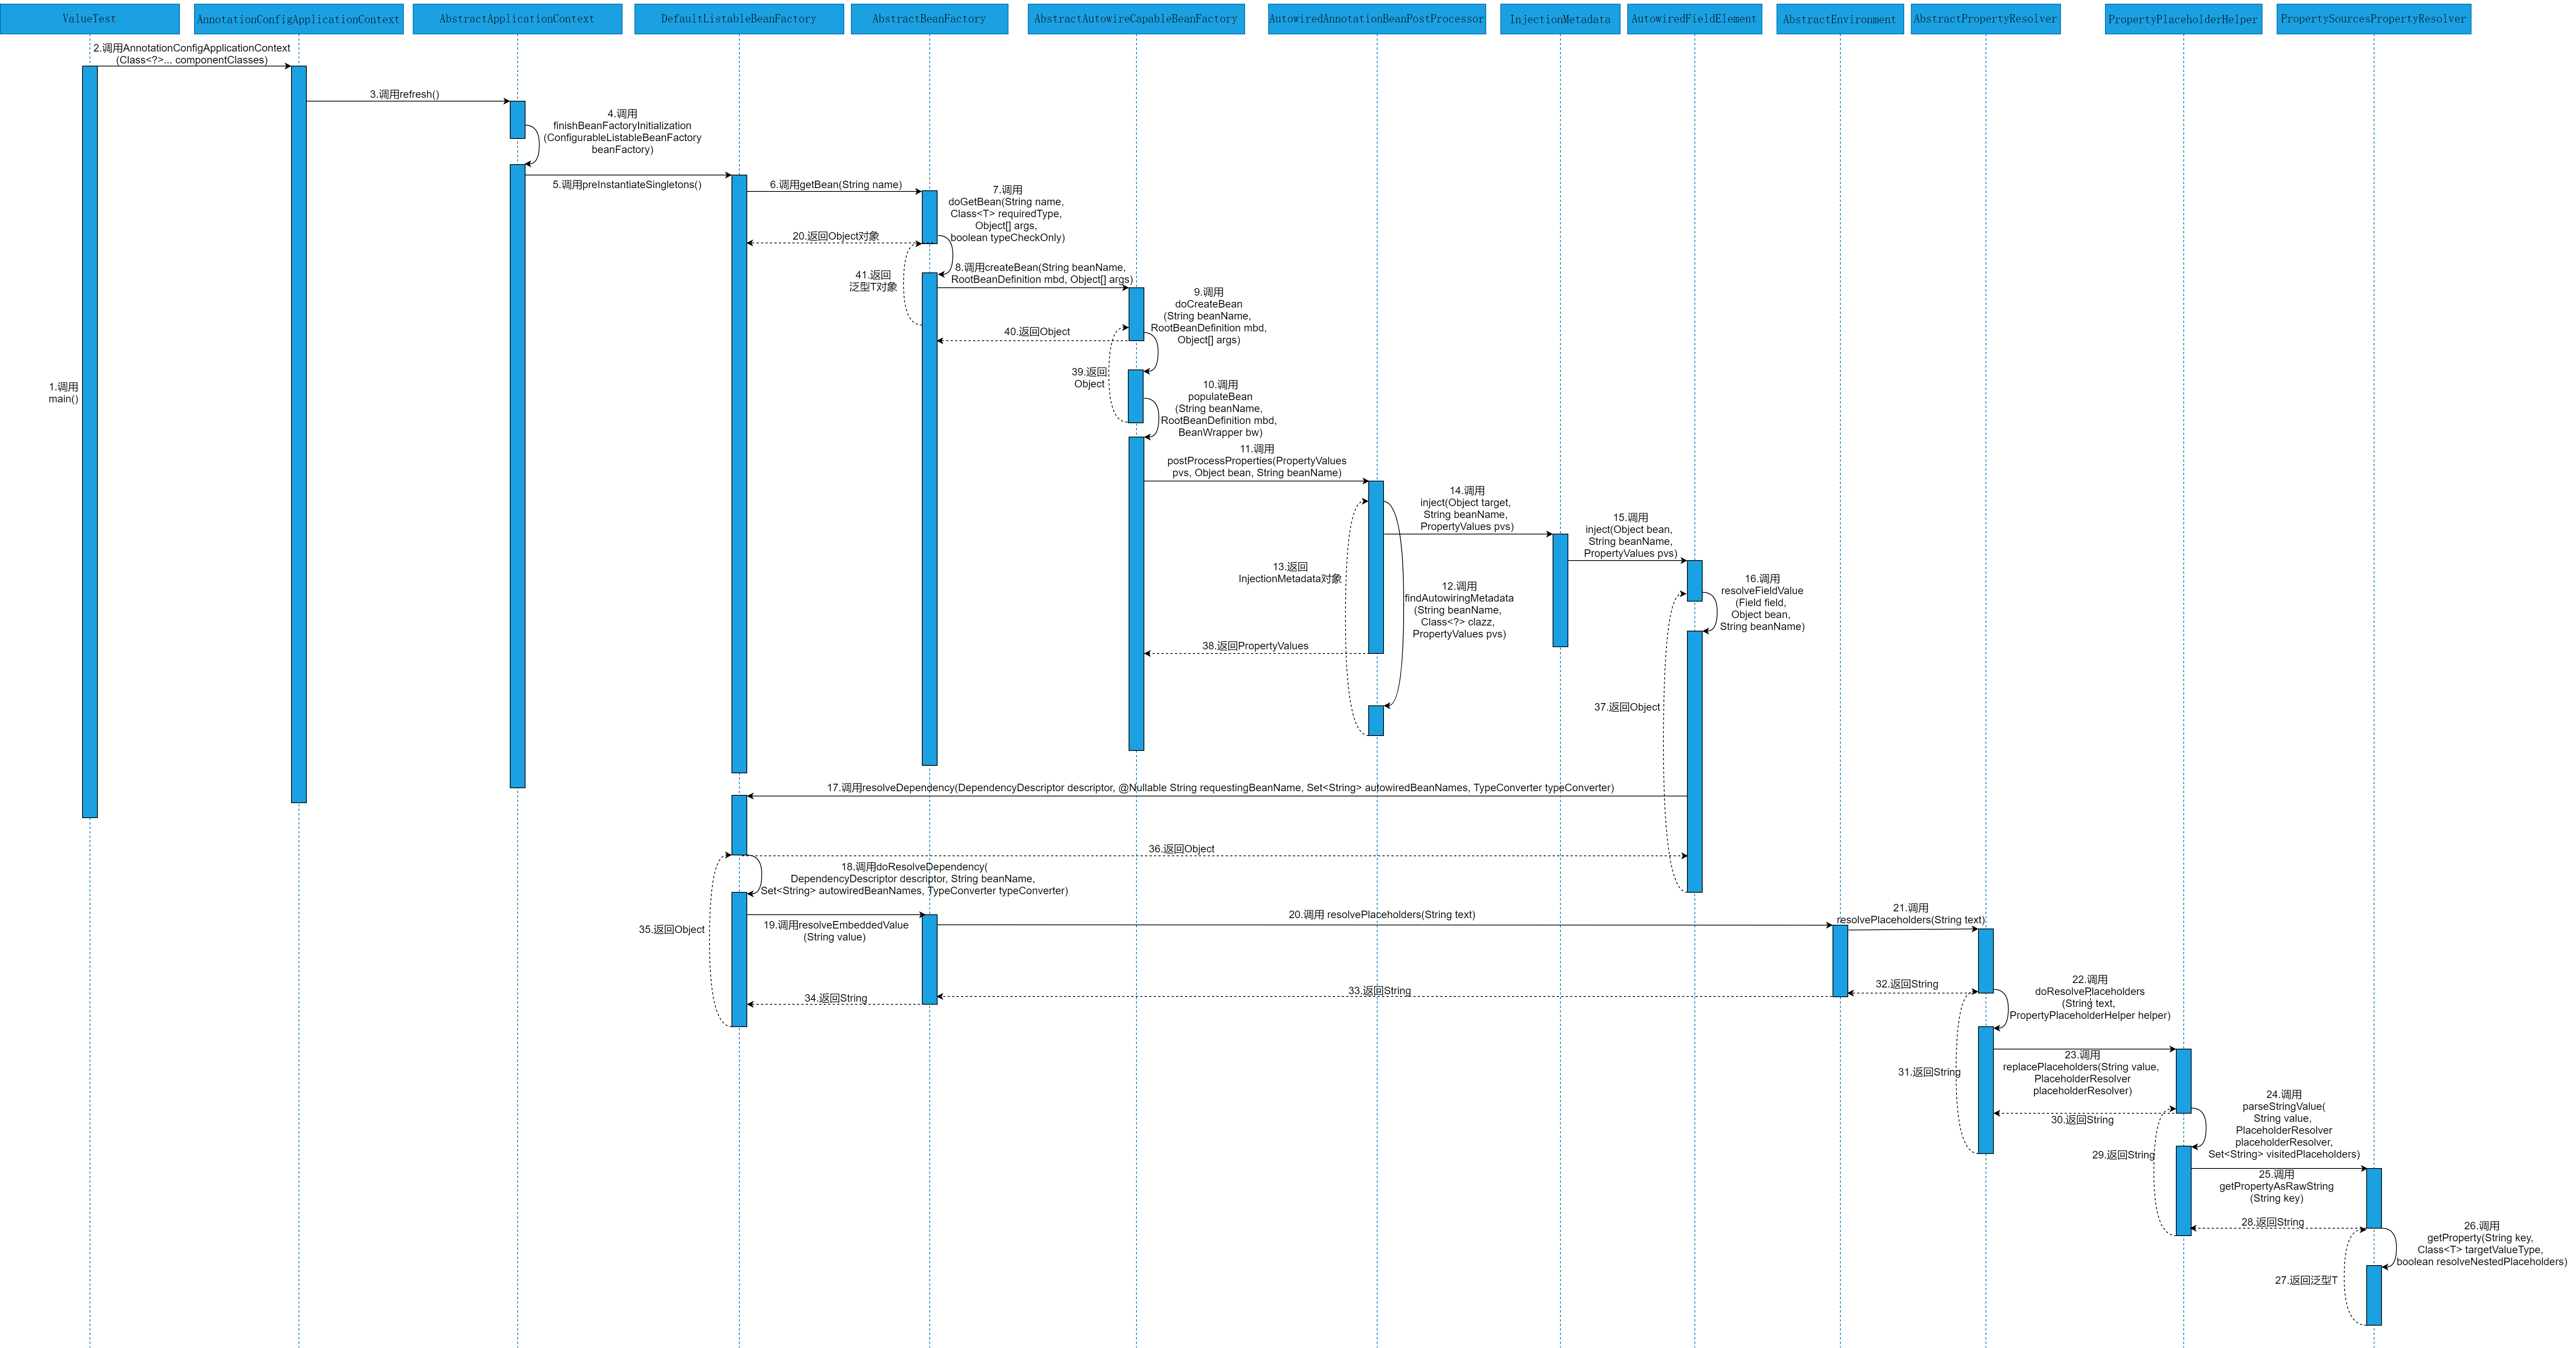 ValueTest
AnnotationConfigApplicationContext
AbstractApplicationContext
DefaultListableBeanFactory
AbstractBeanFactory
AbstractAutowireCapableBeanFactory
AutowiredAnnotationBeanPostProcessor
InjectionMetadata
AutowiredFieldElement
AbstractEnvironment
AbstractPropertyResolver
PropertyPlaceholderHelper
PropertySourcesPropertyResolver
1.调用
main()
2.调用AnnotationConfigApplicationContext
(Class<?>... componentClasses)
3.调用refresh()
4.调用
finishBeanFactoryInitialization
(ConfigurableListableBeanFactory
beanFactory)
5.调用preInstantiateSingletons()
6.调用getBean(String name)
7.调用
doGetBean(String name,
Class<T> requiredType,
Object[] args,
boolean typeCheckOnly)
20.返回Object对象
41.返回
泛型T对象
8.调用createBean(String beanName,
RootBeanDefinition mbd, Object[] args)
9.调用
doCreateBean
(String beanName,
RootBeanDefinition mbd,
Object[] args)
40.返回Object
39.返回
Object
10.调用
populateBean
(String beanName,
RootBeanDefinition mbd,
BeanWrapper bw)
11.调用
postProcessProperties(PropertyValues
pvs, Object bean, String beanName)
14.调用
inject(Object target,
String beanName,
PropertyValues pvs)
15.调用
inject(Object bean,
String beanName,
PropertyValues pvs)
13.返回
InjectionMetadata对象
12.调用
findAutowiringMetadata
(String beanName,
Class<?> clazz,
PropertyValues pvs)
16.调用
resolveFieldValue
(Field field,
Object bean,
String beanName)
38.返回PropertyValues
37.返回Object
17.调用resolveDependency(DependencyDescriptor descriptor, @Nullable String requestingBeanName, Set<String> autowiredBeanNames, TypeConverter typeConverter)
36.返回Object
18.调用doResolveDependency(
DependencyDescriptor descriptor, String beanName,
Set<String> autowiredBeanNames, TypeConverter typeConverter)
35.返回Object
19.调用resolveEmbeddedValue
(String value)
20.调用 resolvePlaceholders(String text)
21.调用
resolvePlaceholders(String text)
34.返回String
33.返回String
32.返回String
22.调用
doResolvePlaceholders
(String text,
PropertyPlaceholderHelper helper)
31.返回String
23.调用
replacePlaceholders(String value,
PlaceholderResolver
placeholderResolver)
30.返回String
24.调用
parseStringValue(
String value,
PlaceholderResolver
placeholderResolver,
Set<String> visitedPlaceholders)
29.返回String
25.调用
getPropertyAsRawString
(String key)
28.返回String
26.调用
getProperty(String key,
Class<T> targetValueType,
boolean resolveNestedPlaceholders)
27.返回泛型T